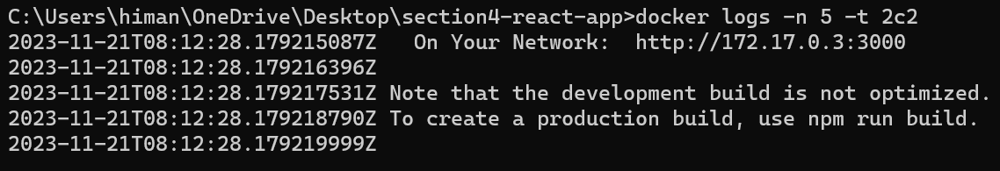 C:\Users\himan\OneDrive\Desktop\section4-react-app>docker logs -n 5 -t 2c2
2023-11-21T08:12:28.179215087Z   On Your Network:  http://172.17.0.3:3000
2023-11-21T08:12:28.179216396Z
2023-11-21T08:12:28.179217531Z Note that the development build is not optimized.
2023-11-21T08:12:28.179218790Z To create a production build, use npm run build.
2023-11-21T08:12:28.179219999Z